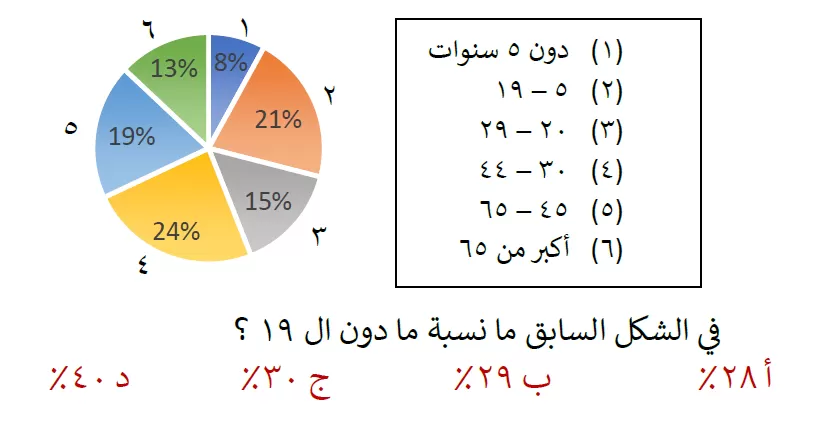 ١
8%
٢
21%
٣
15%
٤
24%
٥
19%
٦
13%
(١) دون ٥ سنوات
(٢) ٥ – ١٩
(٣) ٢٠ – ٢٩
(٤) ٣٠ – ٤٤
(٥) ٤٥ – ٦٥
(٦) أكبر من ٦٥
في الشكل السابق ما نسبة ما دون ال ١٩ ؟
أ ٢٨٪ ب ٢٩٪ ج ٣٠٪ د ٤٠٪